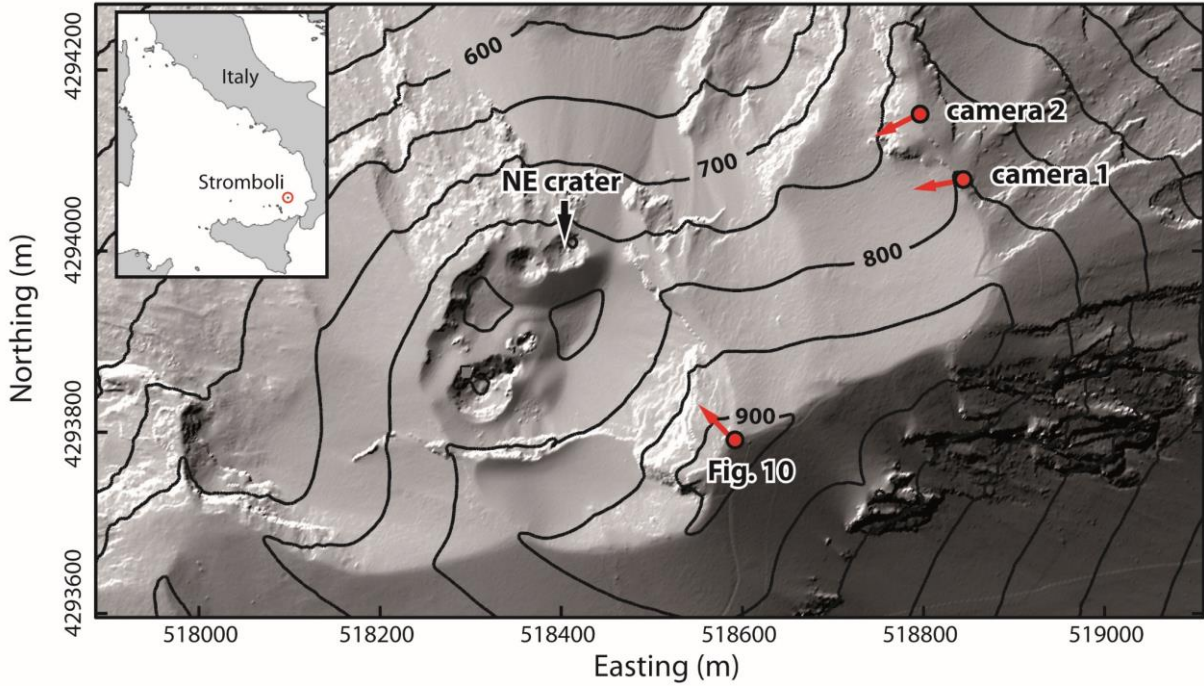 Italy
Stromboli
600
700
NE crater
800
900
camera 2
camera 1
Fig. 10
Northing (m)
4294200
4294000
4293800
4293600
518000
518200
518400
518600
518800
519000
Easting (m)